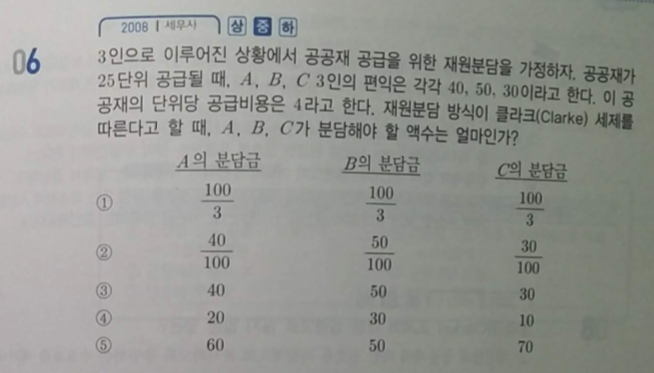 2008 | 세무사 상 중 하
06 3인으로 이루어진 상황에서 공공재 공급을 위한 재원분담을 가정하자. 공공재가
25단위 공급될 때, A, B, C 3인의 편익은 각각 40, 50, 30이라고 한다. 이 공
공재의 단위당 공급비용은 4라고 한다. 재원분담 방식이 클라크(Clarke) 세제를
따른다고 할 때, A, B, C가 분담해야 할 액수는 얼마인가?
A의 분담금 B의 분담금 C의 분담금
① 100/3 100/3 100/3
② 40/100 50/100 30/100
③ 40 50 30
④ 20 30 10
⑤ 60 50 70